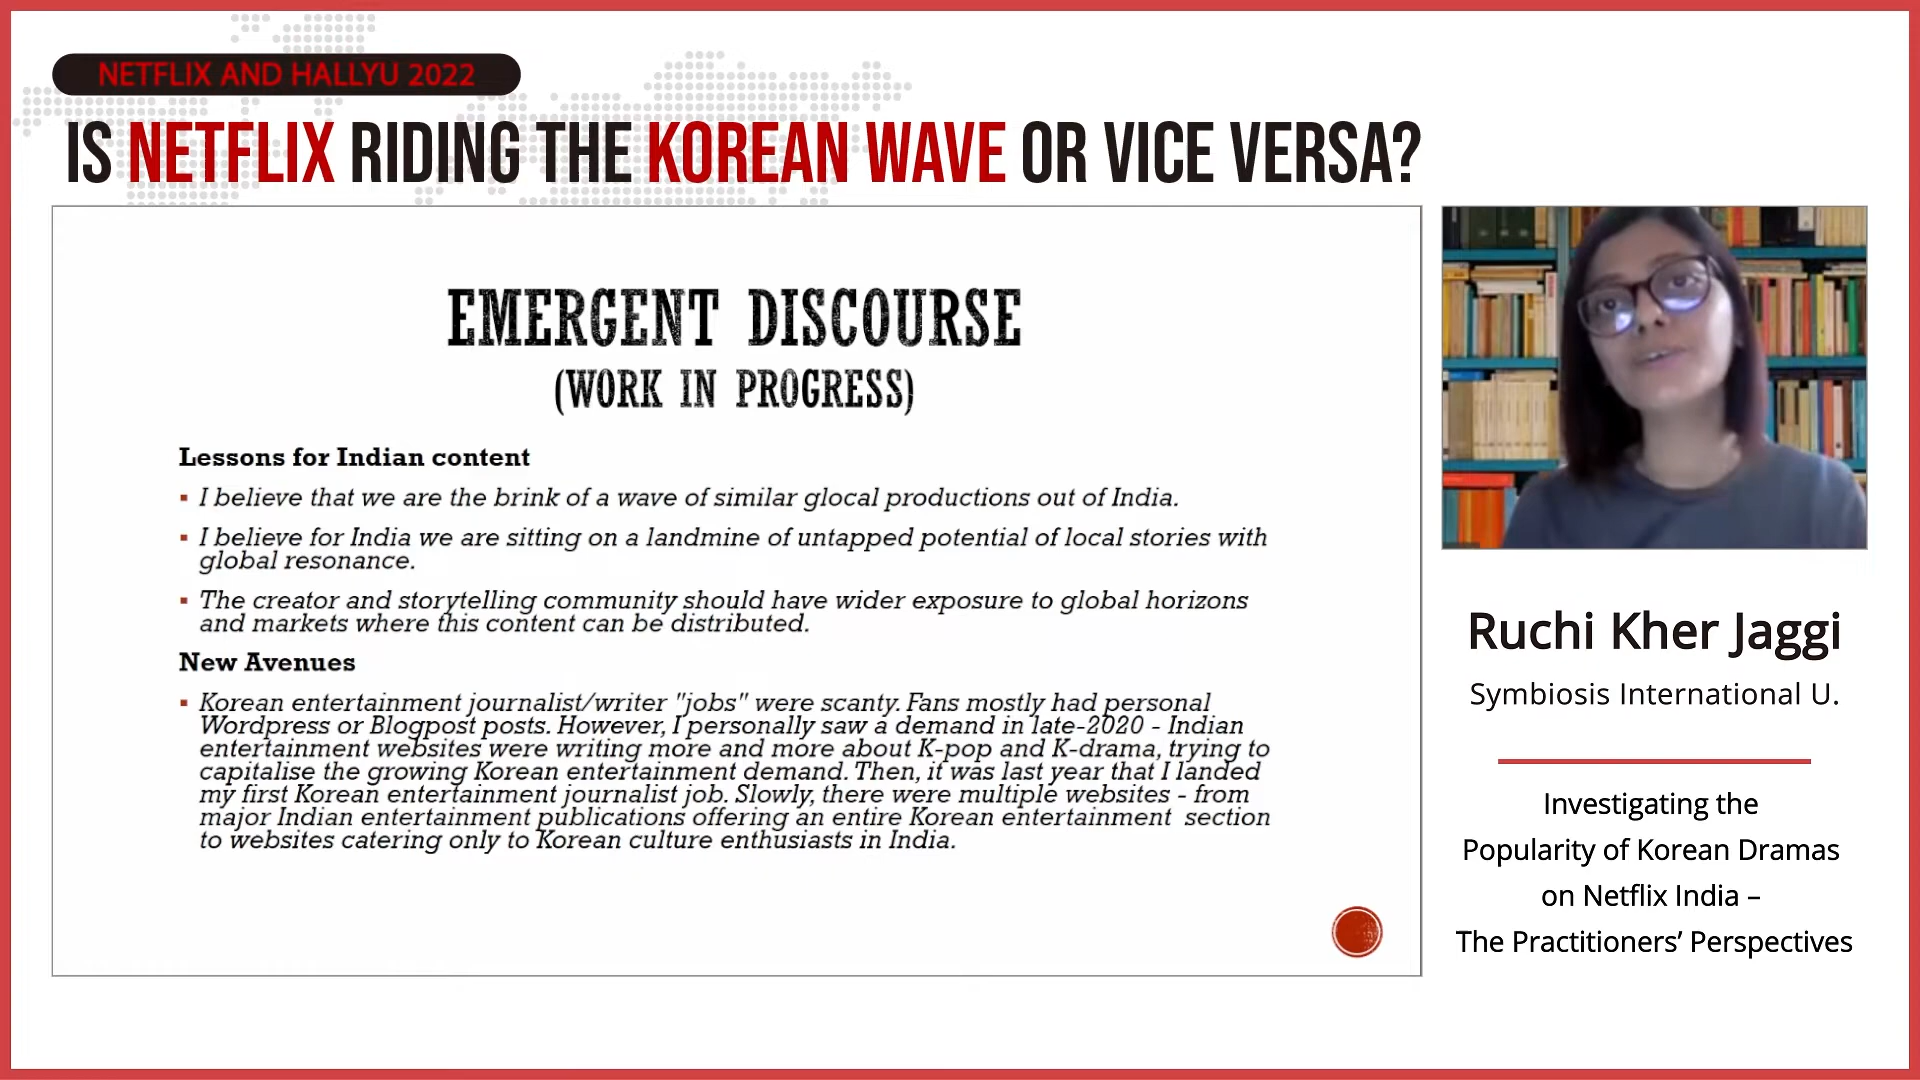 NETFLIX AND HALLYU 2022
IS NETFLIX RIDING THE KOREAN WAVE OR VICE VERSA?
EMERGENT DISCOURSE
(WORK IN PROGRESS)
Lessons for Indian content
▪ I believe that we are the brink of a wave of similar glocal productions out of India.
▪ I believe for India we are sitting on a landmine of untapped potential of local stories with
global resonance.
▪ The creator and storytelling community should have wider exposure to global horizons
and markets where this content can be distributed.
New Avenues
▪ Korean entertainment journalist/writer "jobs" were scanty. Fans mostly had personal
Wordpress or Blogpost posts. However, I personally saw a demand in late-2020 - Indian
entertainment websites were writing more and more about K-pop and K-drama, trying to
capitalise the growing Korean entertainment demand. Then, it was last year that I landed
my first Korean entertainment journalist job. Slowly, there were multiple websites - from
major Indian entertainment publications offering an entire Korean entertainment section
to websites catering only to Korean culture enthusiasts in India.
Ruchi Kher Jaggi
Symbiosis International U.
Investigating the
Popularity of Korean Dramas
on Netflix India –
The Practitioners’ Perspectives